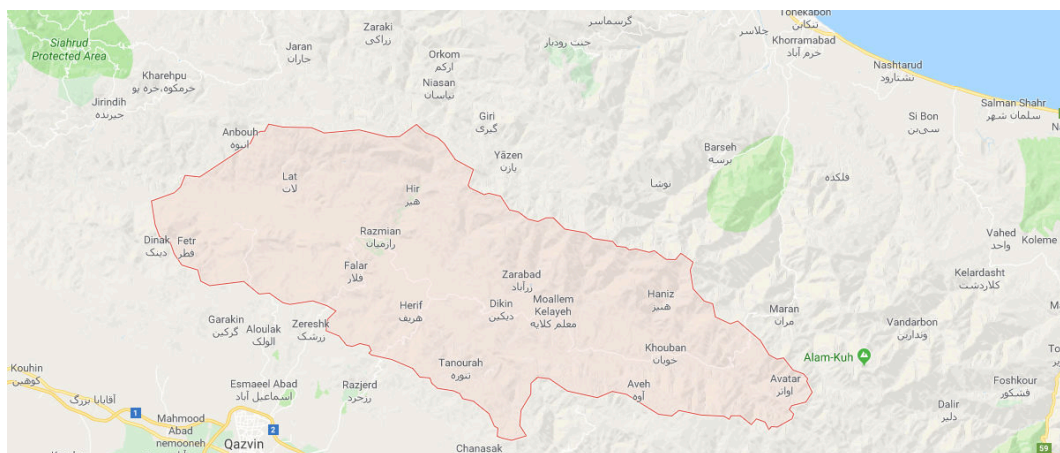 Siahrud
Protected Area
Zaraki
زراکی
Jaran
جاران
Orkom
ارکم
Niasan
نیاسان
گرسماسر
جنت رودبار
Tonekabon
تنکابن
جلاسر
Khorramabad
خرم آباد
Nashtarud
نشتارود
Salman Shahr
سلمان شهر
Si Bon
سی‌بن
Kharehpu
خرمکوه،خره پو
Jirindih
جیرنده
Giri
گیری
Anbouh
انبوه
Yāzen
یازن
Barseh
برسه
نوشا
فلکده
Lat
لات
Hir
هیر
Razmian
رازمیان
Dinak
دینک
Fetr
فطر
Vahed
واحد
Koleme
Falar
فلار
Zarabad
زرآباد
Haniz
هنیز
Kelardasht
کلاردشت
Herif
هریف
Dikin
دیکین
Moallem
Kelayeh
معلم کلایه
Maran
مران
Garakin
گرکین
Aloulak
الولک
Zereshk
زرشک
Vandarbon
ونداربن
Khouban
خوبان
Alam-Kuh
Tanourah
تنوره
Kouhin
کوهین
Esmaeel Abad
اسماعیل آباد
Razjerd
رزجرد
Aveh
آوه
Avatar
اواتر
Foshkour
فشکور
آقابابا بزرگ
1
Mahmood
Abad
nemooneh
2
Qazvin
قزوین
Dalir
دلیر
Chanasak
59